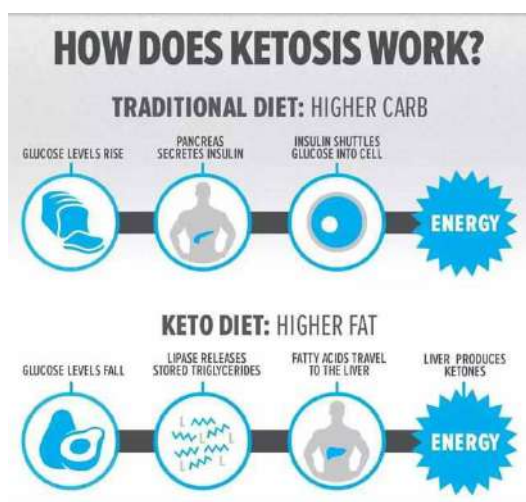 HOW DOES KETOSIS WORK?
TRADITIONAL DIET: HIGHER CARB
GLUCOSE LEVELS RISE
PANCREAS
SECRETES INSULIN
INSULIN SHUTTLES
GLUCOSE INTO CELL
ENERGY
KETO DIET: HIGHER FAT
GLUCOSE LEVELS FALL
LIPASE RELEASES
STORED TRIGLYCERIDES
L L
L L
L L
FATTY ACIDS TRAVEL
TO THE LIVER
LIVER PRODUCES
KETONES
ENERGY